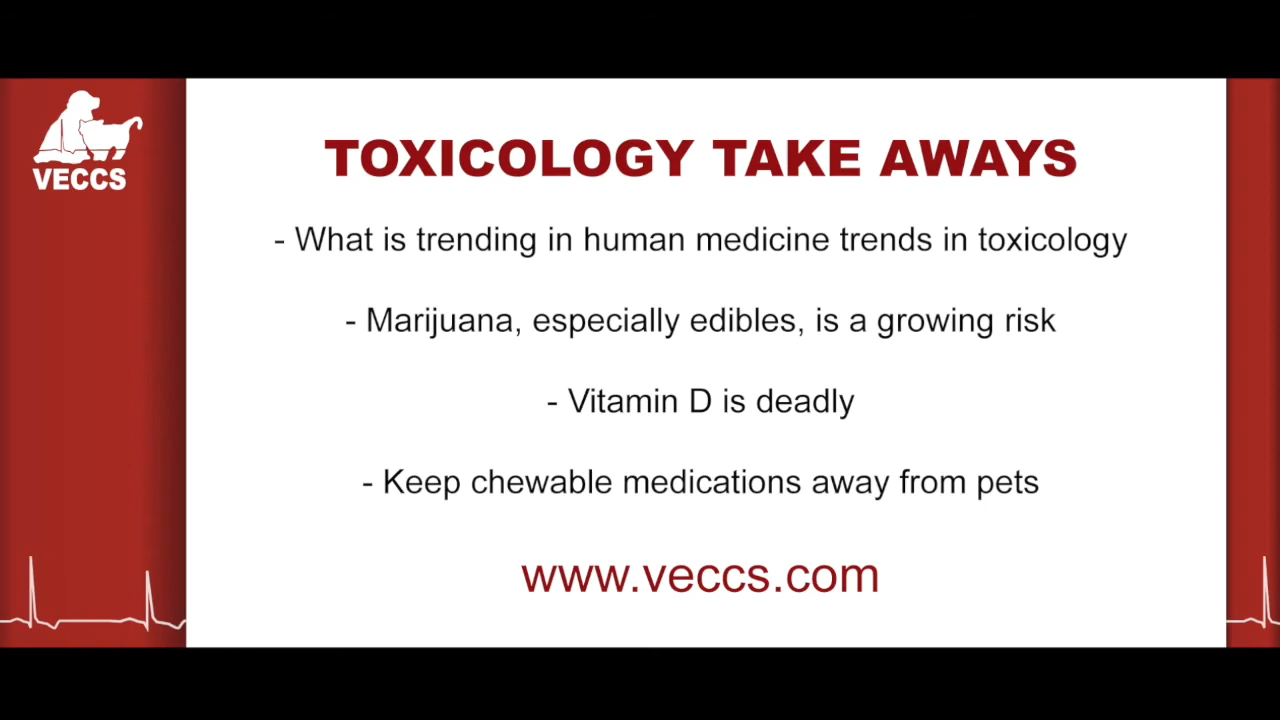 VECCS
TOXICOLOGY TAKE AWAYS
- What is trending in human medicine trends in toxicology
- Marijuana, especially edibles, is a growing risk
- Vitamin D is deadly
- Keep chewable medications away from pets
www.veccs.com